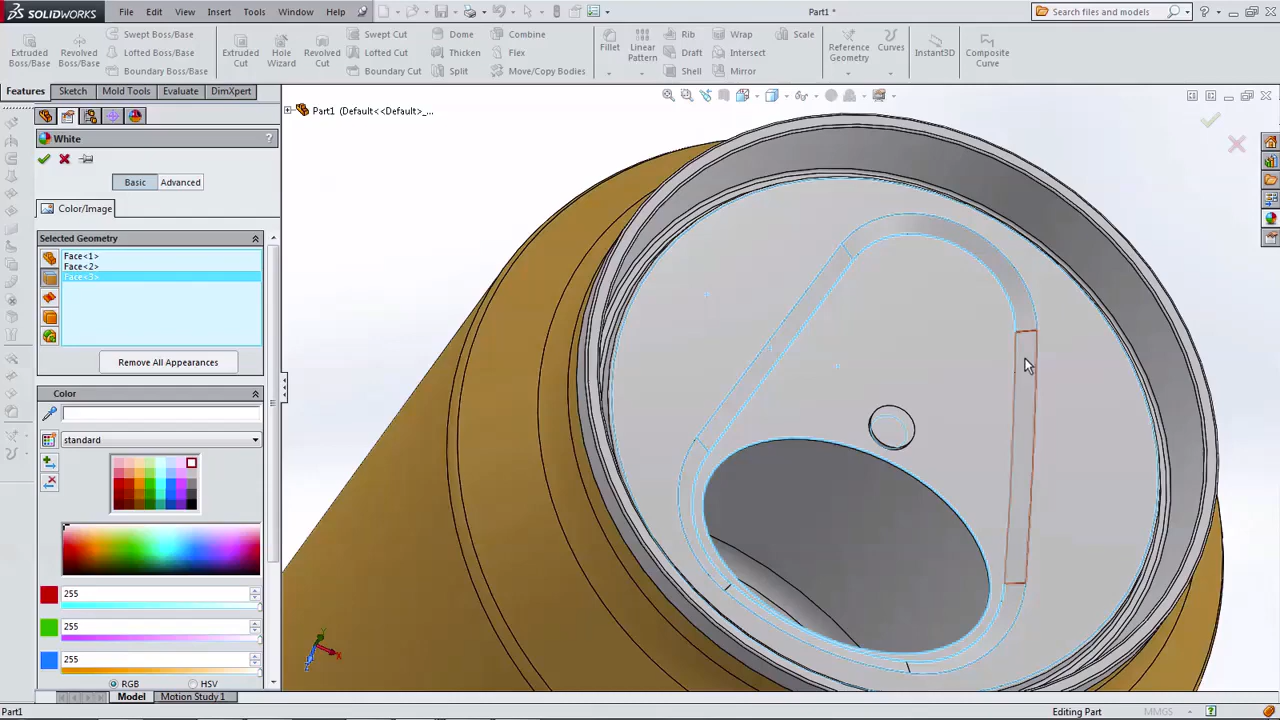 SOLIDWORKS File Edit View Insert Tools Window Help Part1 * Search files and models
Extruded Boss/Base
Revolved Boss/Base
Swept Boss/Base
Lofted Boss/Base
Boundary Boss/Base
Extruded Cut
Hole Wizard
Revolved Cut
Swept Cut
Lofted Cut
Boundary Cut
Dome
Thicken
Split
Combine
Flex
Move/Copy Bodies
Fillet
Linear Pattern
Rib
Draft
Shell
Wrap
Intersect
Mirror
Scale
Reference Geometry
Curves
Instant3D
Composite Curve
Features Sketch Mold Tools Evaluate DimXpert
Part1 (Default<<Default>_...
White ?
Basic Advanced
Color/Image
Selected Geometry
Face<1>
Face<2>
Face<3>
Remove All Appearances
Color
standard
255
255
255
RGB HSV
Y
X
Model Motion Study 1
Part1 Editing Part MMGS